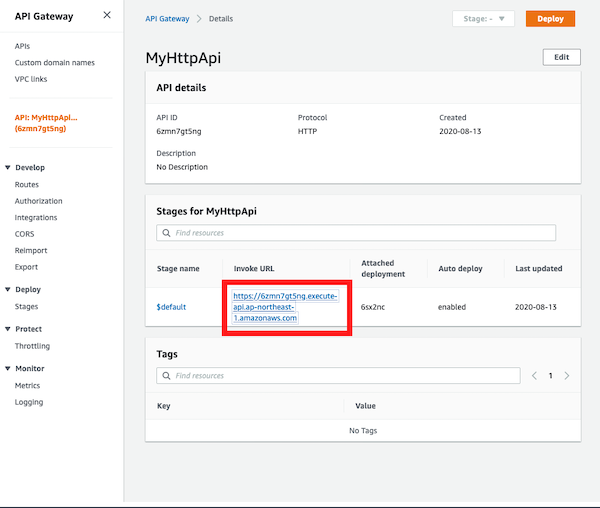 API Gateway
APIs
Custom domain names
VPC links
API: MyHttpApi...
(6zmn7gt5ng)
Develop
Routes
Authorization
Integrations
CORS
Reimport
Export
Deploy
Stages
Protect
Throttling
Monitor
Metrics
Logging
API Gateway > Details
Stage: -
Deploy
MyHttpApi
Edit
API details
API ID Protocol Created
6zmn7gt5ng HTTP 2020-08-13
Description
No Description
Stages for MyHttpApi
Find resources
Stage name Invoke URL Attached deployment Auto deploy Last updated
$default https://6zmn7gt5ng.execute-
api.ap-northeast-
1.amazonaws.com 6sx2nc enabled 2020-08-13
Tags
Find resources
1
Key Value
No Tags